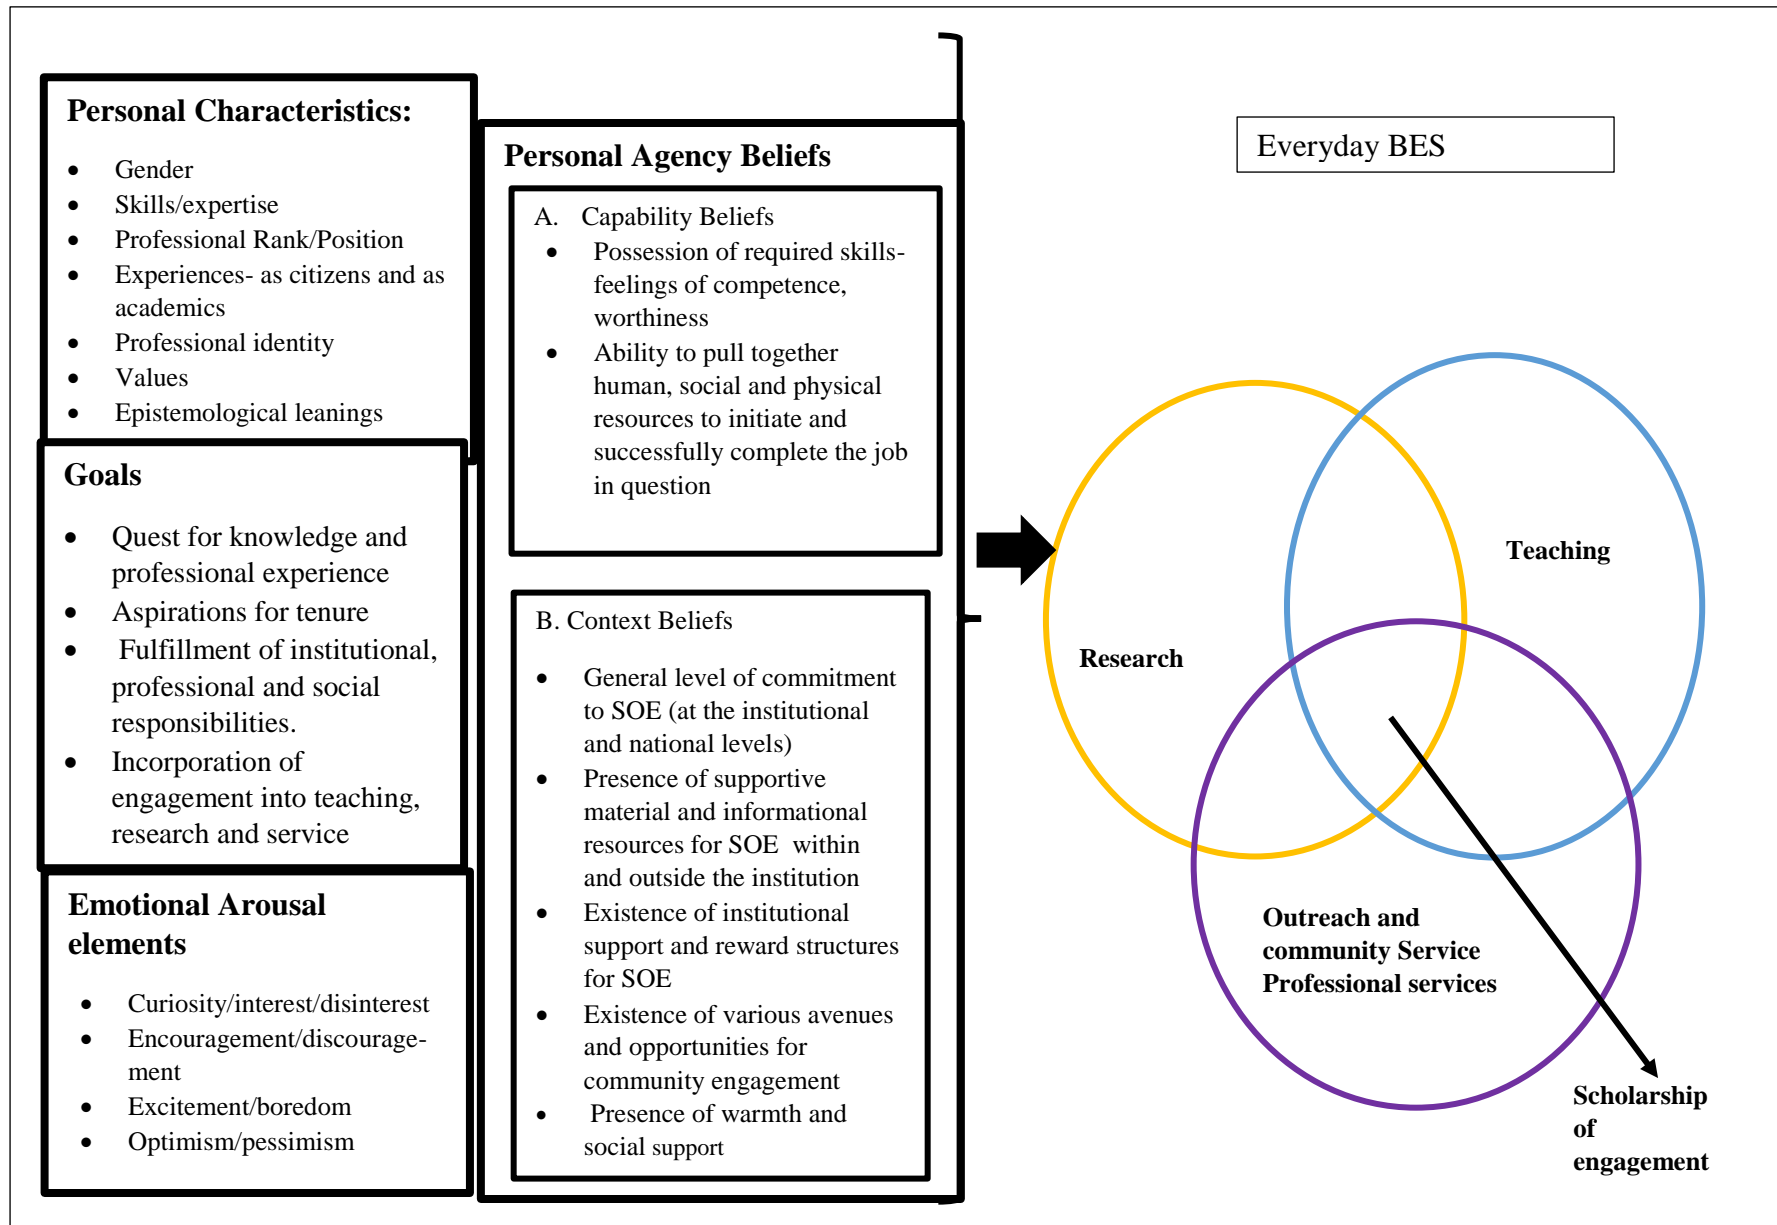 Personal Characteristics:
• Gender
• Skills/expertise
• Professional Rank/Position
• Experiences- as citizens and as
academics
• Professional identity
• Values
• Epistemological leanings
Goals
• Quest for knowledge and
professional experience
• Aspirations for tenure
• Fulfillment of institutional,
professional and social
responsibilities.
• Incorporation of
engagement into teaching,
research and service
Emotional Arousal
elements
• Curiosity/interest/disinterest
• Encouragement/discourage-
ment
• Excitement/boredom
• Optimism/pessimism
Personal Agency Beliefs
A. Capability Beliefs
• Possession of required skills-
feelings of competence,
worthiness
• Ability to pull together
human, social and physical
resources to initiate and
successfully complete the job
in question
B. Context Beliefs
• General level of commitment
to SOE (at the institutional
and national levels)
• Presence of supportive
material and informational
resources for SOE within
and outside the institution
• Existence of institutional
support and reward structures
for SOE
• Existence of various avenues
and opportunities for
community engagement
• Presence of warmth and
social support
Everyday BES
Teaching
Research
Outreach and
community Service
Professional services
Scholarship
of
engagement